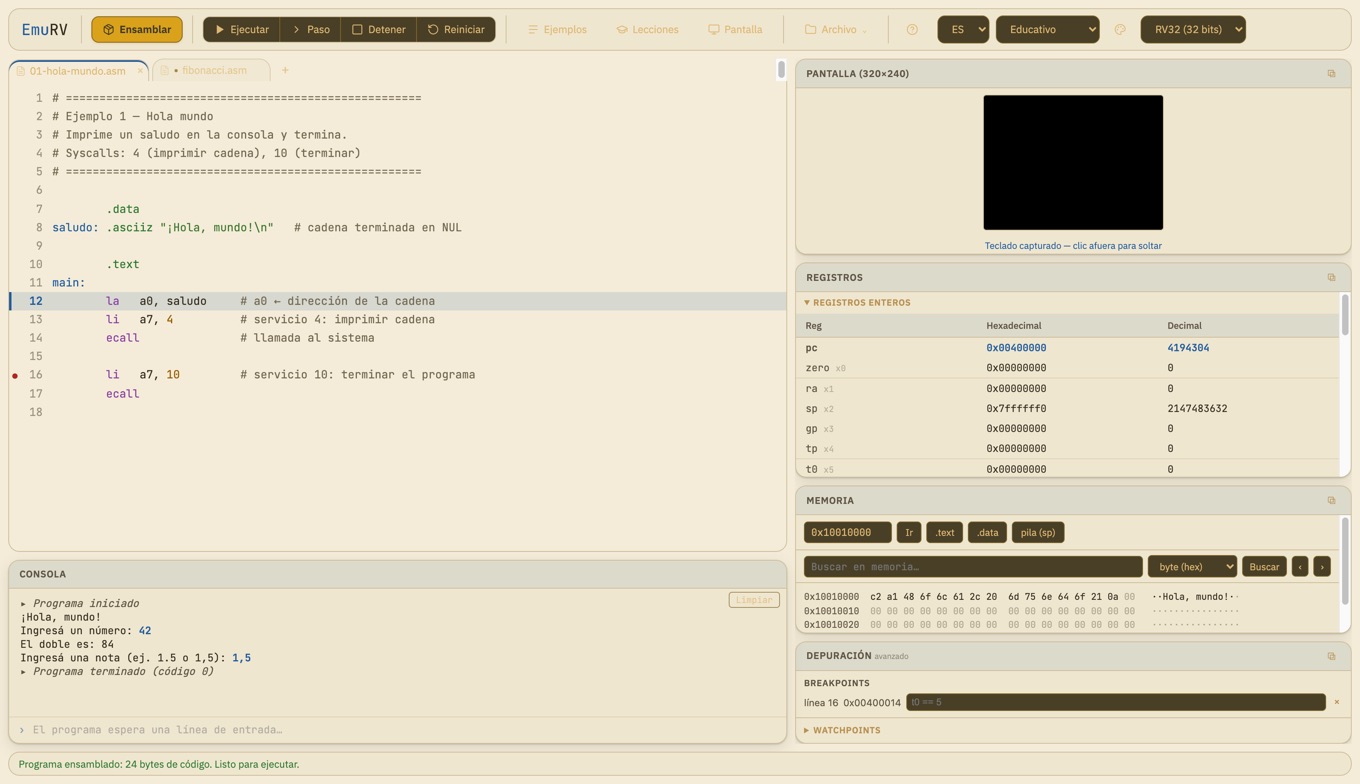 EmuRV Ensamblar Ejecutar Paso Detener Reiniciar Ejemplos Lecciones Pantalla Archivo ES Educativo RV32 (32 bits)
01-hola-mundo.asm × • fibonacci.asm +
1 # =====================================================
2 # Ejemplo 1 — Hola mundo
3 # Imprime un saludo en la consola y termina.
4 # Syscalls: 4 (imprimir cadena), 10 (terminar)
5 # =====================================================
6
7 .data
8 saludo: .asciiz "¡Hola, mundo!\n" # cadena terminada en NUL
9
10 .text
11 main:
12 la a0, saludo # a0 ← dirección de la cadena
13 li a7, 4 # servicio 4: imprimir cadena
14 ecall # llamada al sistema
15
16 li a7, 10 # servicio 10: terminar el programa
17 ecall
18
CONSOLA
Limpiar
▸ Programa iniciado
¡Hola, mundo!
Ingresá un número: 42
El doble es: 84
Ingresá una nota (ej. 1.5 o 1,5): 1,5
▸ Programa terminado (código 0)
› El programa espera una línea de entrada…
PANTALLA (320×240)
Teclado capturado — clic afuera para soltar
REGISTROS
▼ REGISTROS ENTEROS
Reg Hexadecimal Decimal
pc 0x00400000 4194304
zero x0 0x00000000 0
ra x1 0x00000000 0
sp x2 0x7ffffff0 2147483632
gp x3 0x00000000 0
tp x4 0x00000000 0
t0 x5 0x00000000 0
MEMORIA
0x10010000 Ir .text .data pila (sp)
Buscar en memoria… byte (hex) Buscar ‹ ›
0x10010000 c2 a1 48 6f 6c 61 2c 20 6d 75 6e 64 6f 21 0a 00 ··Hola, mundo!··
0x10010010 00 00 00 00 00 00 00 00 00 00 00 00 00 00 00 00 ················
0x10010020 00 00 00 00 00 00 00 00 00 00 00 00 00 00 00 00 ················
DEPURACIÓN avanzado
BREAKPOINTS
línea 16 0x00400014 t0 == 5 ×
▶ WATCHPOINTS
Programa ensamblado: 24 bytes de código. Listo para ejecutar.